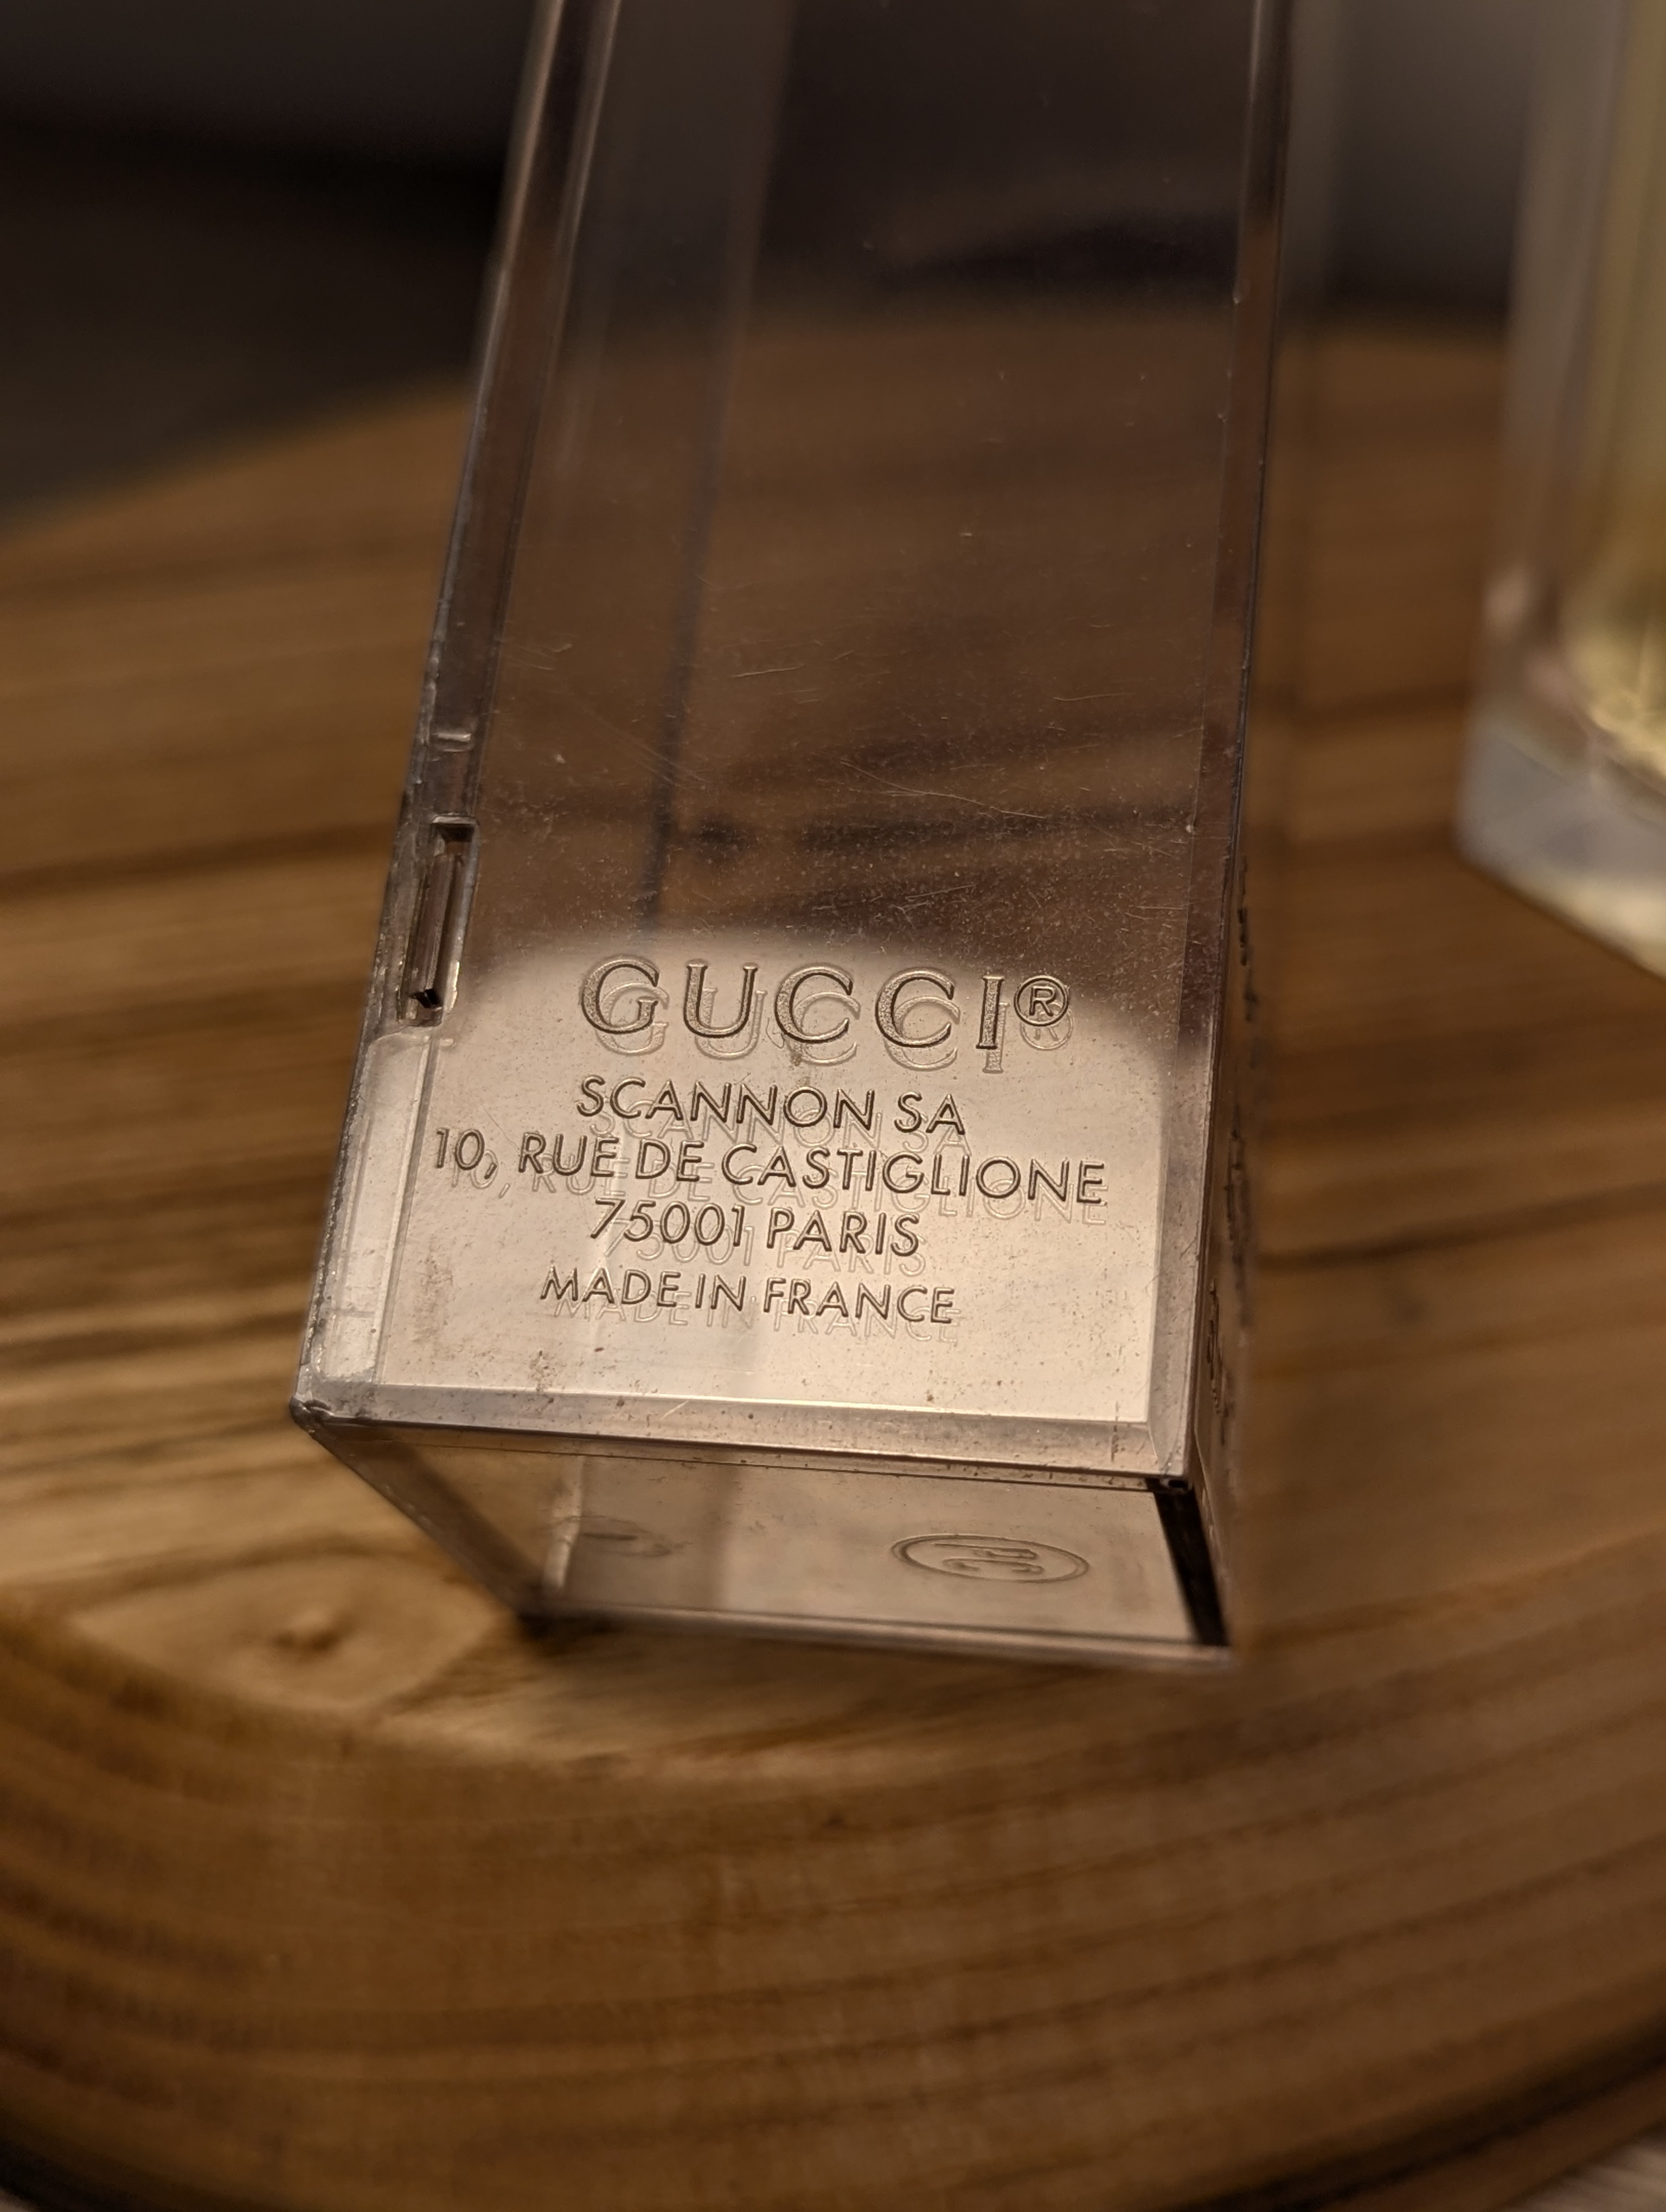 GUCCI®
SCANNON SA
10, RUE DE CASTIGLIONE
75001 PARIS
MADE IN FRANCE